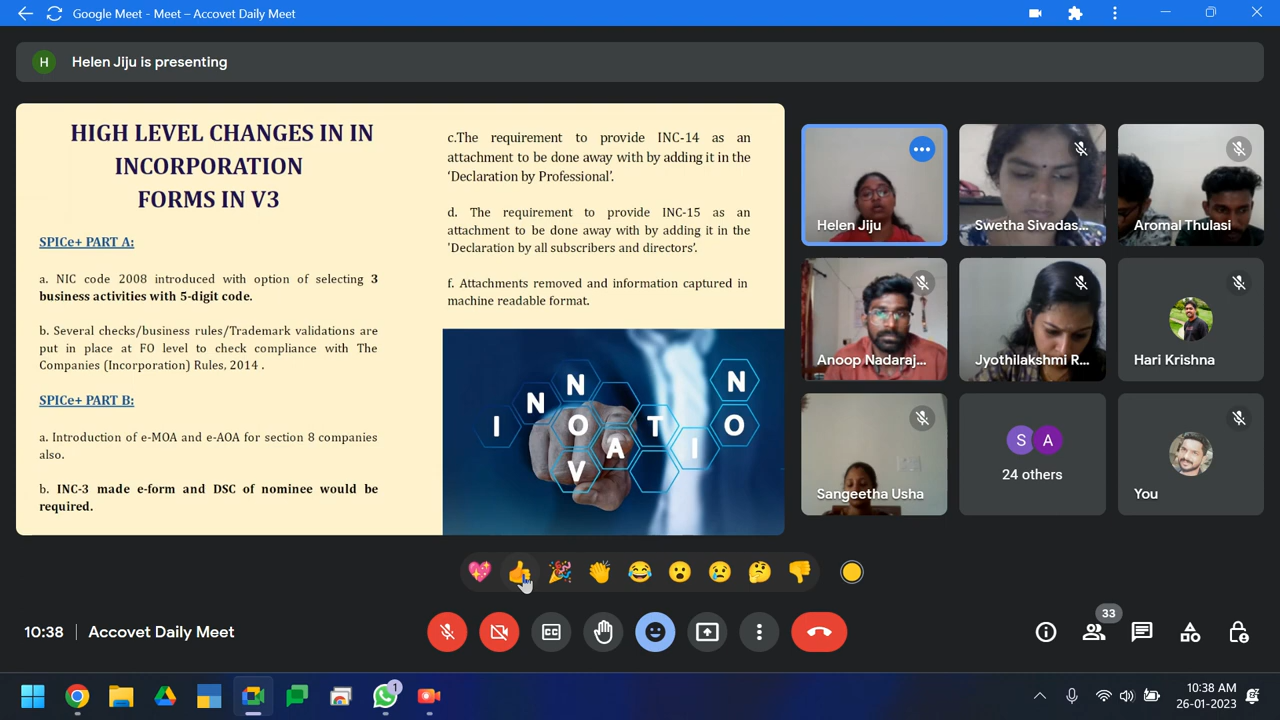 Google Meet - Meet – Accovet Daily Meet
H
Helen Jiju is presenting
HIGH LEVEL CHANGES IN IN
INCORPORATION
FORMS IN V3
SPICe+ PART A:
a. NIC code 2008 introduced with option of selecting 3
business activities with 5-digit code.
b. Several checks/business rules/Trademark validations are
put in place at FO level to check compliance with The
Companies (Incorporation) Rules, 2014 .
SPICe+ PART B:
a. Introduction of e-MOA and e-AOA for section 8 companies
also.
b. INC-3 made e-form and DSC of nominee would be
required.
c.The requirement to provide INC-14 as an
attachment to be done away with by adding it in the
‘Declaration by Professional’.
d. The requirement to provide INC-15 as an
attachment to be done away with by adding it in the
'Declaration by all subscribers and directors’.
f. Attachments removed and information captured in
machine readable format.
I N N O V A T I O N
Helen Jiju
Swetha Sivadas...
Aromal Thulasi
Anoop Nadaraj...
Jyothilakshmi R...
Hari Krishna
Sangeetha Usha
S A
24 others
You
10:38 | Accovet Daily Meet
CC
33
1
10:38 AM
26-01-2023